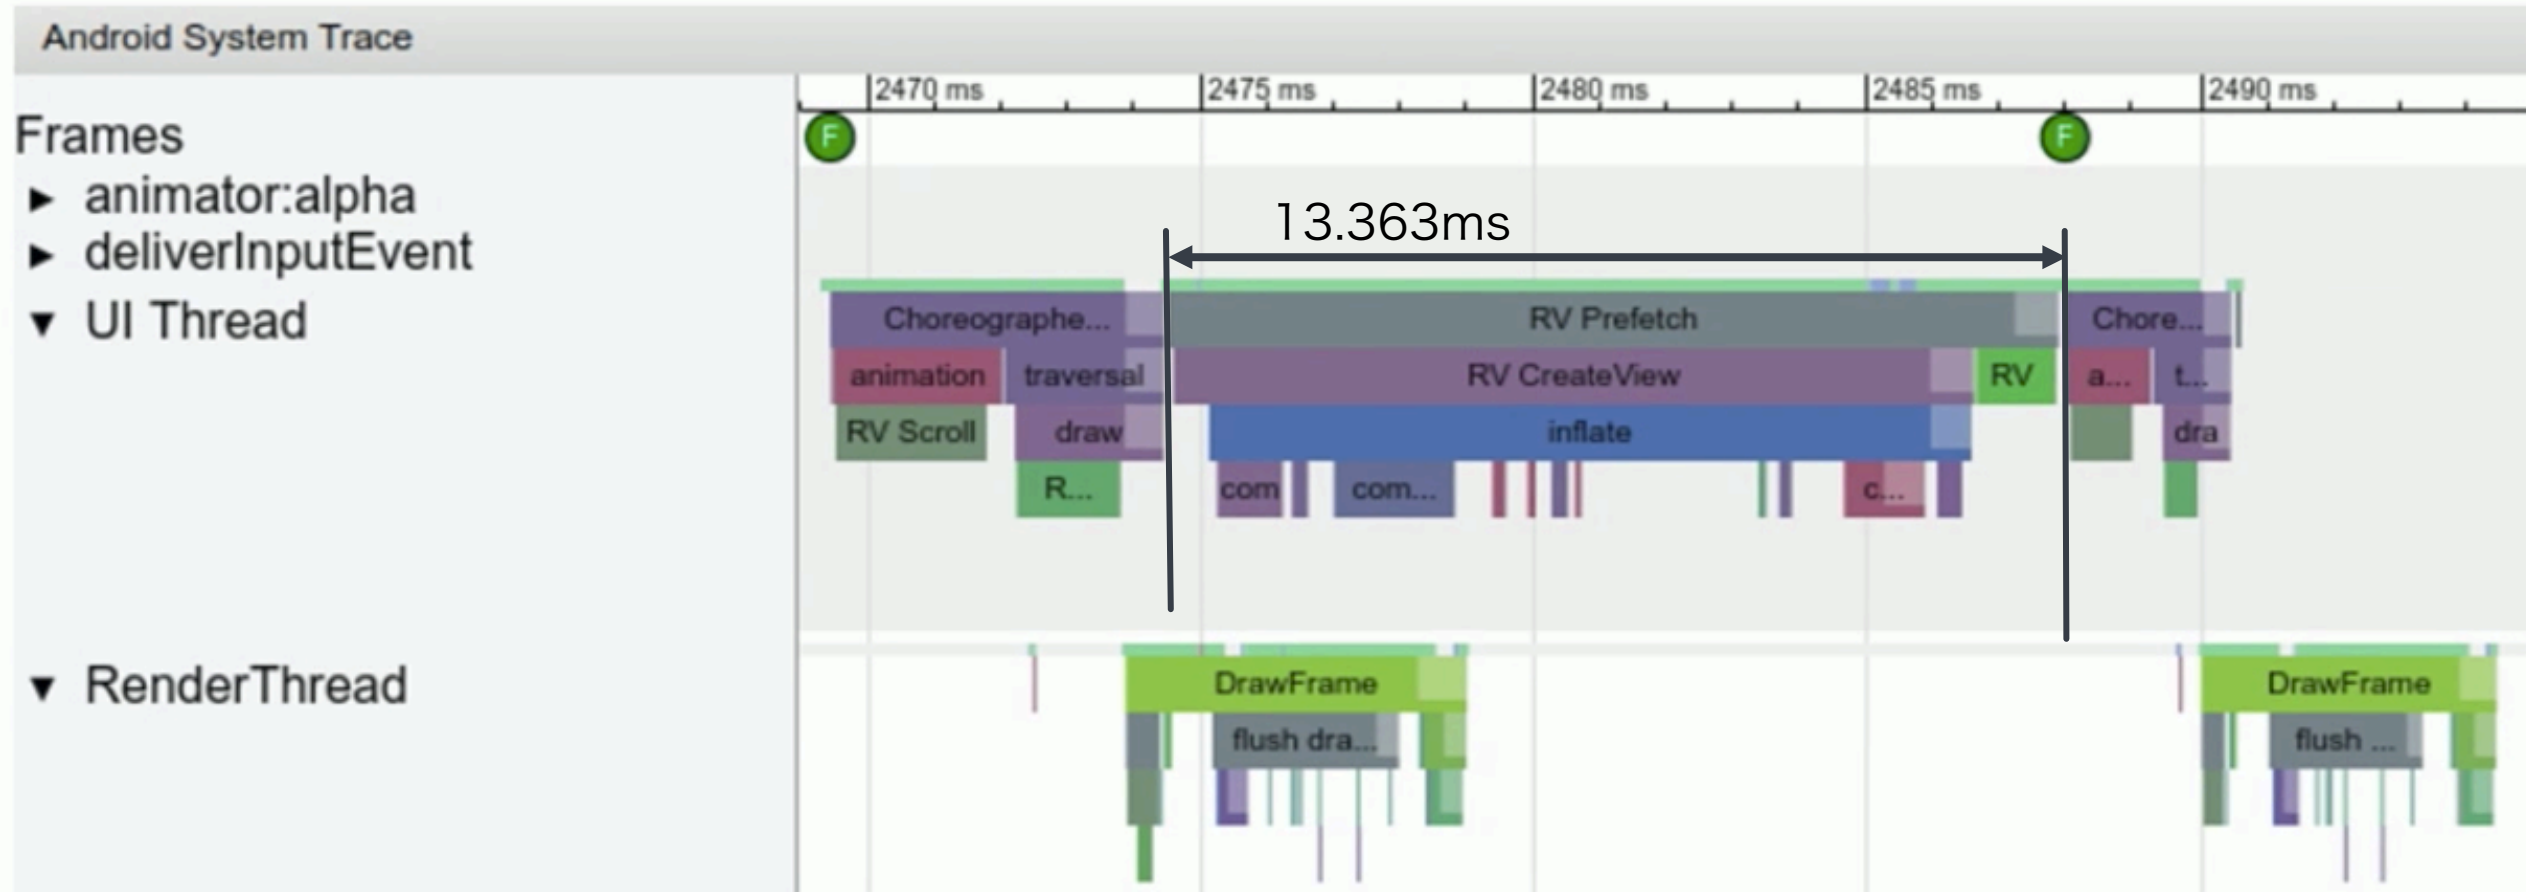 Android System Trace
2470 ms 2475 ms 2480 ms 2485 ms 2490 ms
Frames F F
animator:alpha
13.363ms
deliverInputEvent
UI Thread Choreographe... RV Prefetch Chore...
animation traversal RV CreateView RV a... t...
RV Scroll draw inflate dra
R... com com... c...
RenderThread DrawFrame DrawFrame
flush dra... flush ...